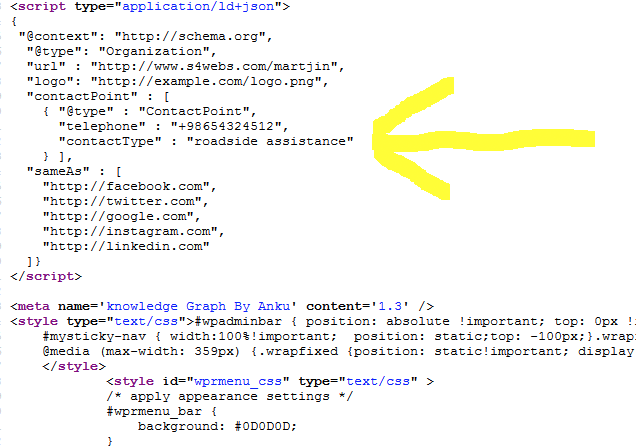 <script type="application/ld+json">
{
"@context": "http://schema.org",
"@type": "Organization",
"url" : "http://www.s4webs.com/martjin",
"logo": "http://example.com/logo.png",
"contactPoint" : [
{ "@type" : "ContactPoint",
"telephone" : "+98654324512",
"contactType" : "roadside assistance"
} ],
"sameAs" : [
"http://facebook.com",
"http://twitter.com",
"http://google.com",
"http://instagram.com",
"http://linkedin.com"
]}
</script>
<meta name='knowledge Graph By Anku' content='1.3' />
<style type="text/css">#wpadminbar { position: absolute !important; top: 0px !
#mysticky-nav { width:100%!important;  position: static;top: -100px;}.wrap
@media (max-width: 359px) {.wrapfixed {position: static!important; display
</style>
<style id="wprmenu_css" type="text/css" >
/* apply appearance settings */
#wprmenu_bar {
background: #0D0D0D;
}